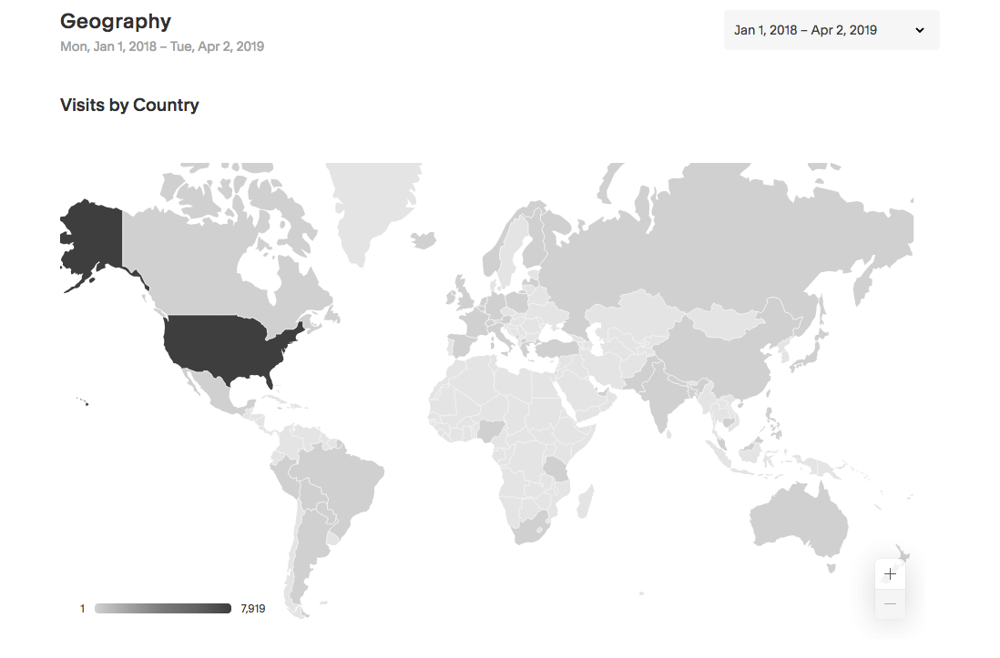 Geography
Mon, Jan 1, 2018 – Tue, Apr 2, 2019
Jan 1, 2018 – Apr 2, 2019
Visits by Country
1 7,919